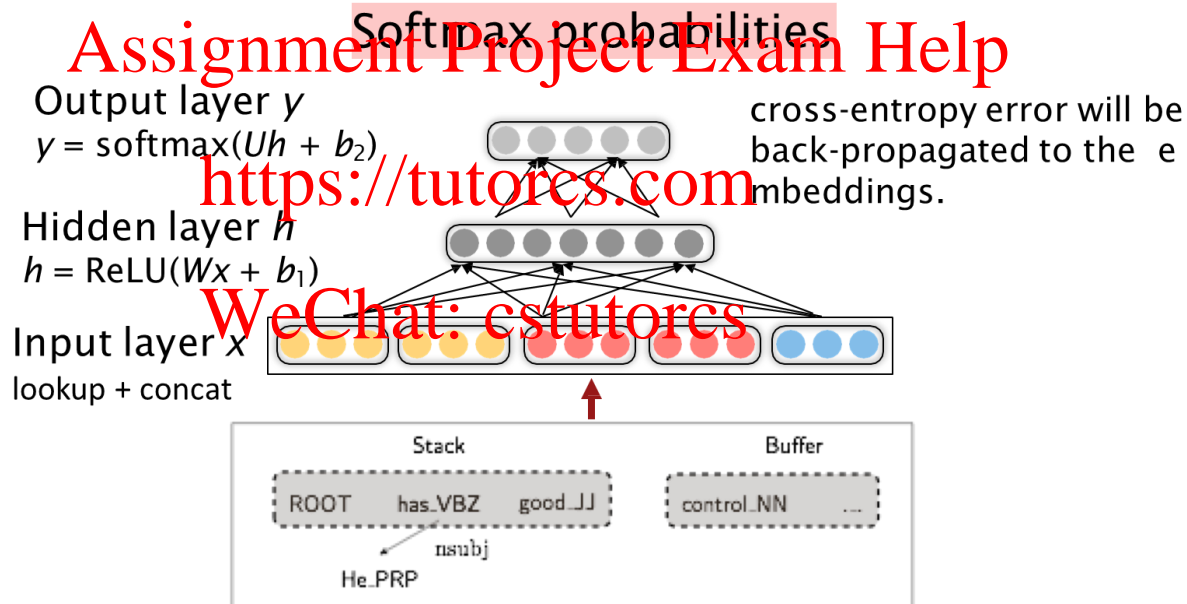 Softmax probabilities
Assignment Project Exam Help
Output layer y
y = softmax(Uh + b₂)
cross-entropy error will be
back-propagated to the e
mbeddings.
https://tutorcs.com
Hidden layer h
h = ReLU(Wx + b₁)
WeChat: cstutorcs
Input layer x
lookup + concat
Stack Buffer
ROOT has_VBZ good_JJ control_NN ...
nsubj
He_PRP